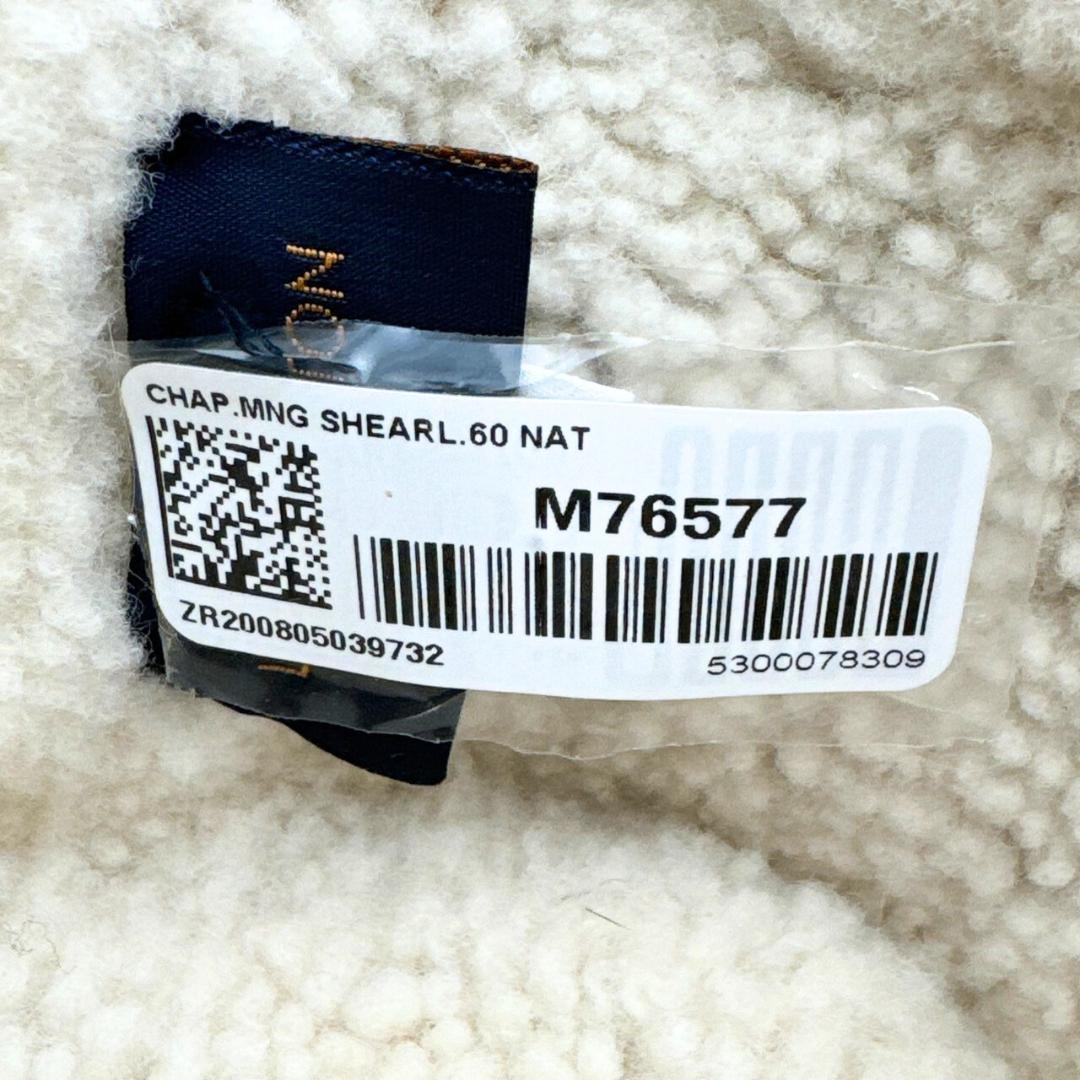 CHAP.MNG SHEARL.60 NAT
M76577
ZR200805039732
5300078309